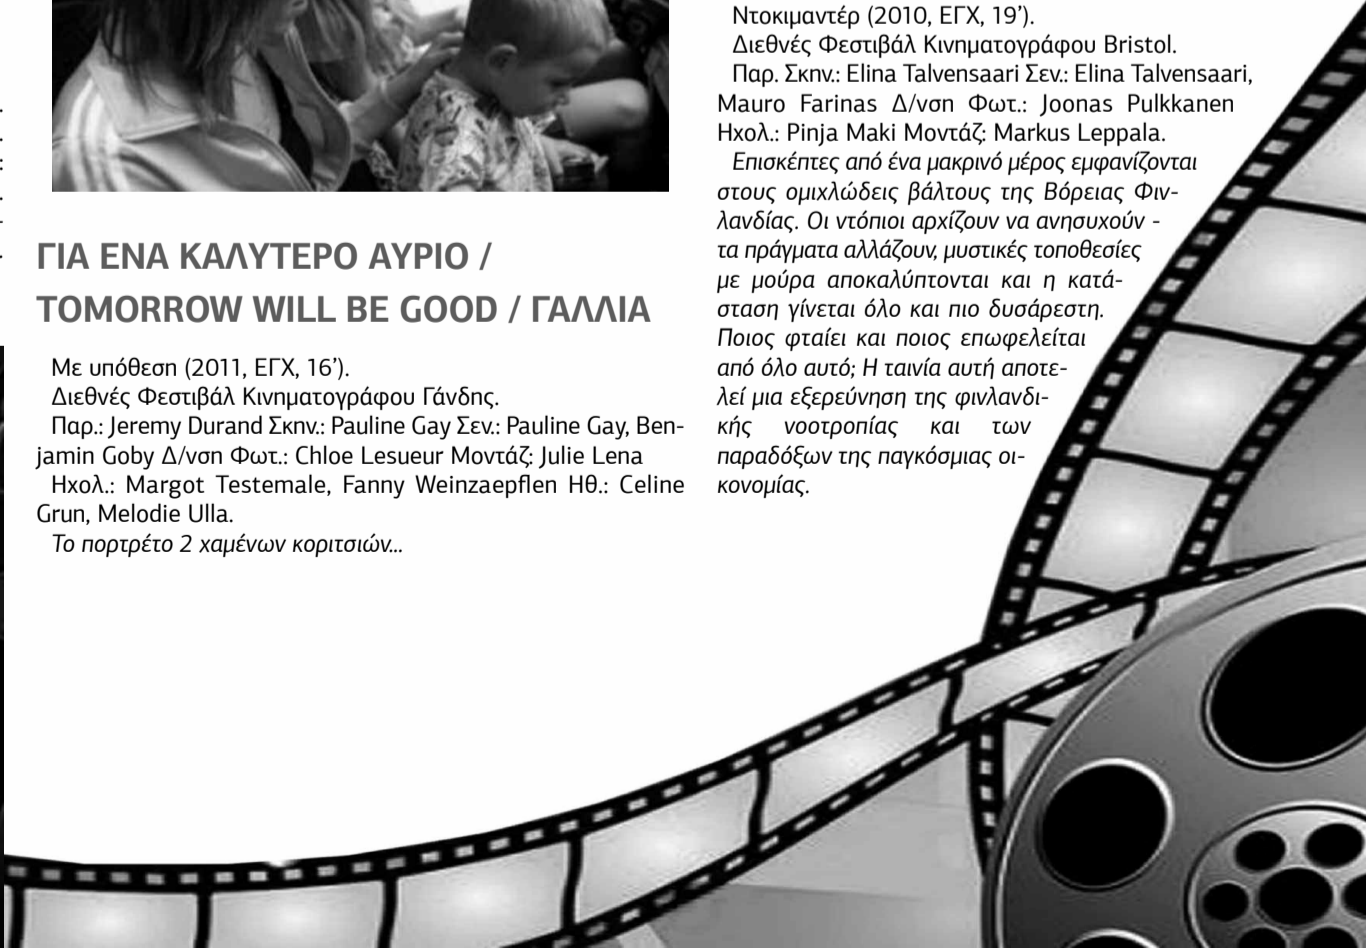 ΓΙΑ ΕΝΑ ΚΑΛΥΤΕΡΟ ΑΥΡΙΟ /
TOMORROW WILL BE GOOD / ΓΑΛΛΙΑ
Με υπόθεση (2011, ΕΓΧ, 16’).
Διεθνές Φεστιβάλ Κινηματογράφου Γάνδης.
Παρ.: Jeremy Durand Σκην.: Pauline Gay Σεν.: Pauline Gay, Ben-
jamin Goby Δ/νση Φωτ.: Chloe Lesueur Μοντάζ: Julie Lena
Ηχολ.: Margot Testemale, Fanny Weinzaepflen Ηθ.: Celine
Grun, Melodie Ulla.
Το πορτρέτο 2 χαμένων κοριτσιών...
Ντοκιμαντέρ (2010, ΕΓΧ, 19’).
Διεθνές Φεστιβάλ Κινηματογράφου Bristol.
Παρ. Σκην.: Elina Talvensaari Σεν.: Elina Talvensaari,
Mauro Farinas Δ/νση Φωτ.: Joonas Pulkkanen
Ηχολ.: Pinja Maki Μοντάζ: Markus Leppala.
Επισκέπτες από ένα μακρινό μέρος εμφανίζονται
στους ομιχλώδεις βάλτους της Βόρειας Φιν-
λανδίας. Οι ντόπιοι αρχίζουν να ανησυχούν -
τα πράγματα αλλάζουν, μυστικές τοποθεσίες
με μούρα αποκαλύπτονται και η κατά-
σταση γίνεται όλο και πιο δυσάρεστη.
Ποιος φταίει και ποιος επωφελείται
από όλο αυτό; Η ταινία αυτή αποτε-
λεί μια εξερεύνηση της φινλανδι-
κής νοοτροπίας και των
παραδόξων της παγκόσμιας οι-
κονομίας.